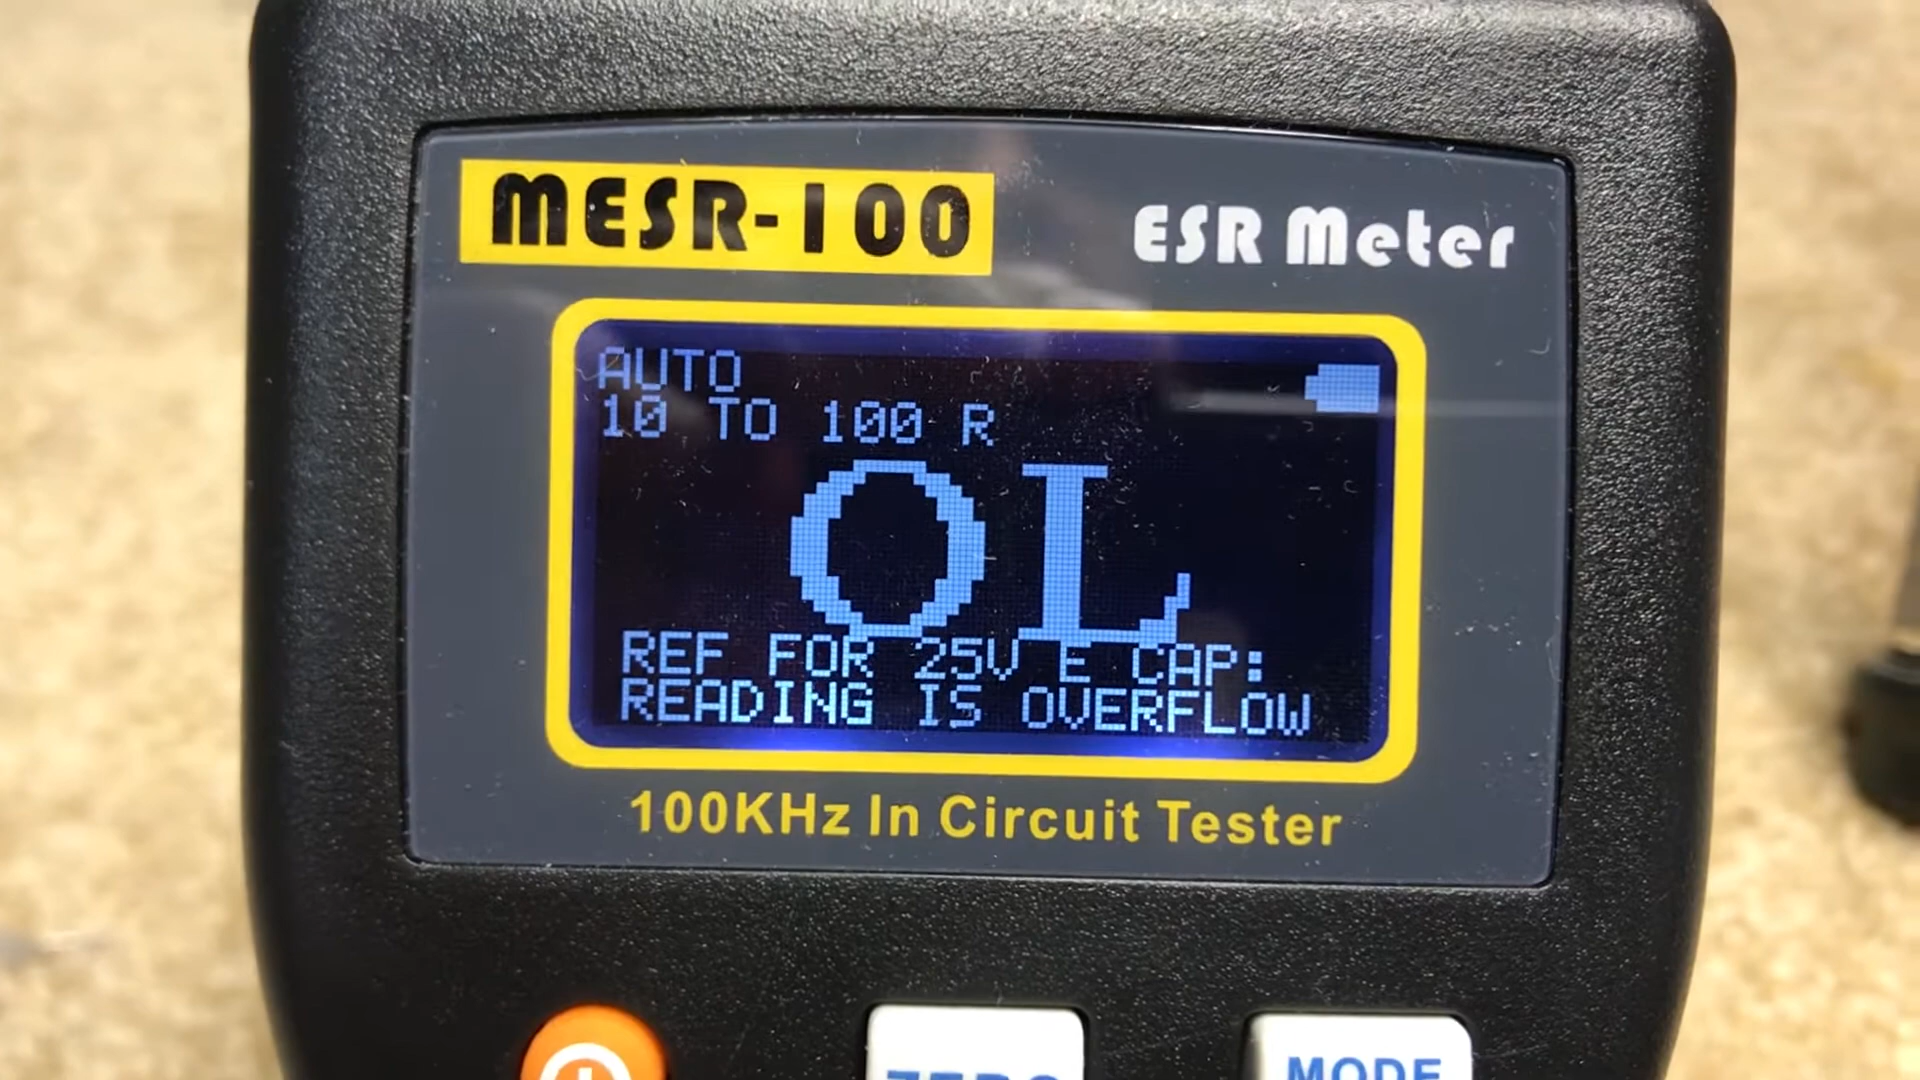 MESR-100
ESR Meter
AUTO
10 TO 100 R
OL
REF FOR 25V E CAP:
READING IS OVERFLOW
100KHz In Circuit Tester
ZERO
MODE